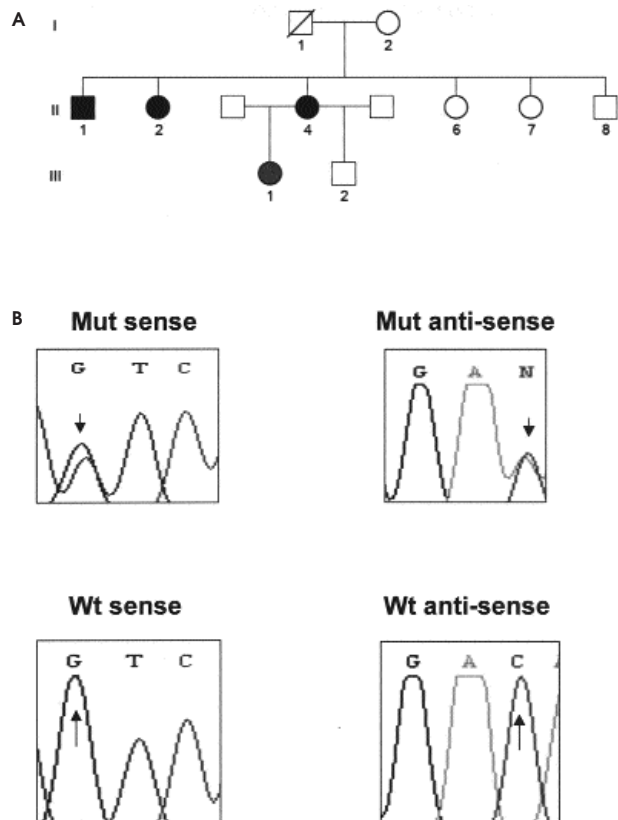 A
I
1 2
II
1 2 4 6 7 8
III
1 2
B
Mut sense
Mut anti-sense
G T C
G A N
Wt sense
Wt anti-sense
G T C
G A C